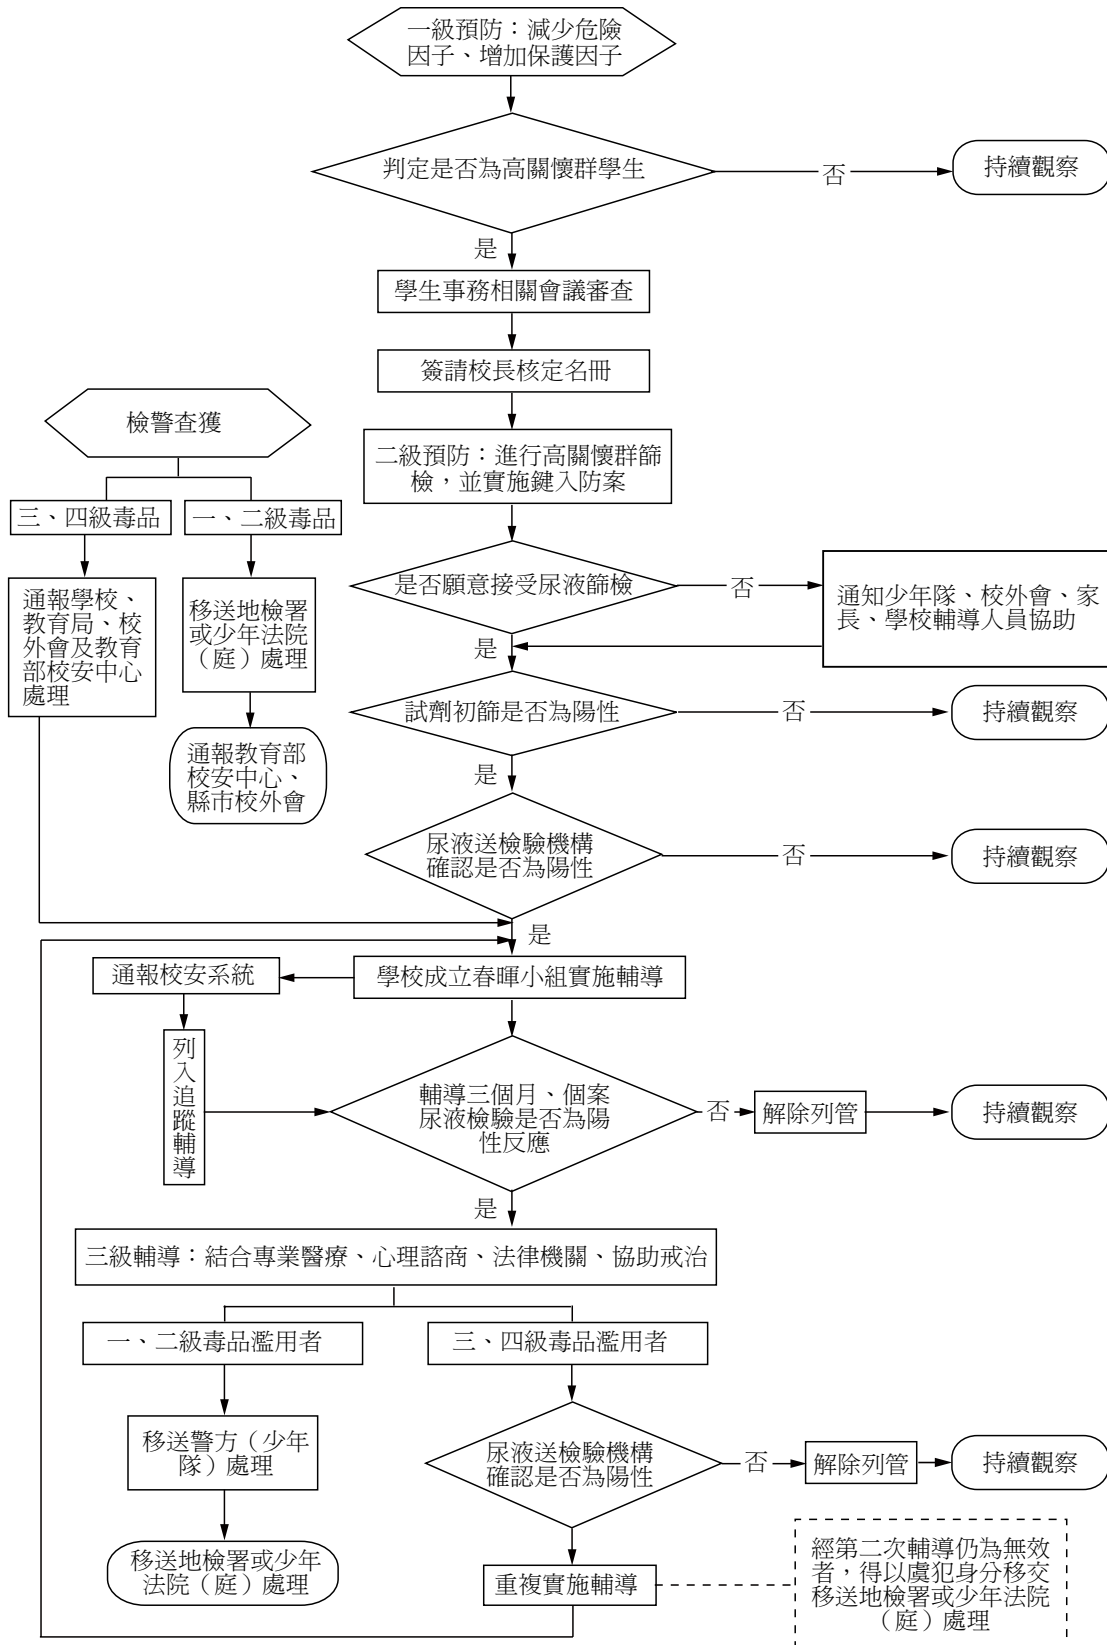 一級預防：減少危險
因子、增加保護因子
判定是否為高關懷群學生
否
持續觀察
是
學生事務相關會議審查
簽請校長核定名冊
檢警查獲
二級預防：進行高關懷群篩
檢，並實施鍵入防案
三、四級毒品
一、二級毒品
通報學校、
教育局、校
外會及教育
部校安中心
處理
移送地檢署
或少年法院
（庭）處理
是否願意接受尿液篩檢
否
通知少年隊、校外會、家
長、學校輔導人員協助
是
試劑初篩是否為陽性
否
持續觀察
通報教育部
校安中心、
縣市校外會
是
尿液送檢驗機構
確認是否為陽性
否
持續觀察
是
通報校安系統
學校成立春暉小組實施輔導
列入追蹤輔導
輔導三個月、個案
尿液檢驗是否為陽
性反應
否
解除列管
持續觀察
是
三級輔導：結合專業醫療、心理諮商、法律機關、協助戒治
一、二級毒品濫用者
三、四級毒品濫用者
移送警方（少年
隊）處理
尿液送檢驗機構
確認是否為陽性
否
解除列管
持續觀察
移送地檢署或少年
法院（庭）處理
重複實施輔導
經第二次輔導仍為無效
者，得以虞犯身分移交
移送地檢署或少年法院
（庭）處理